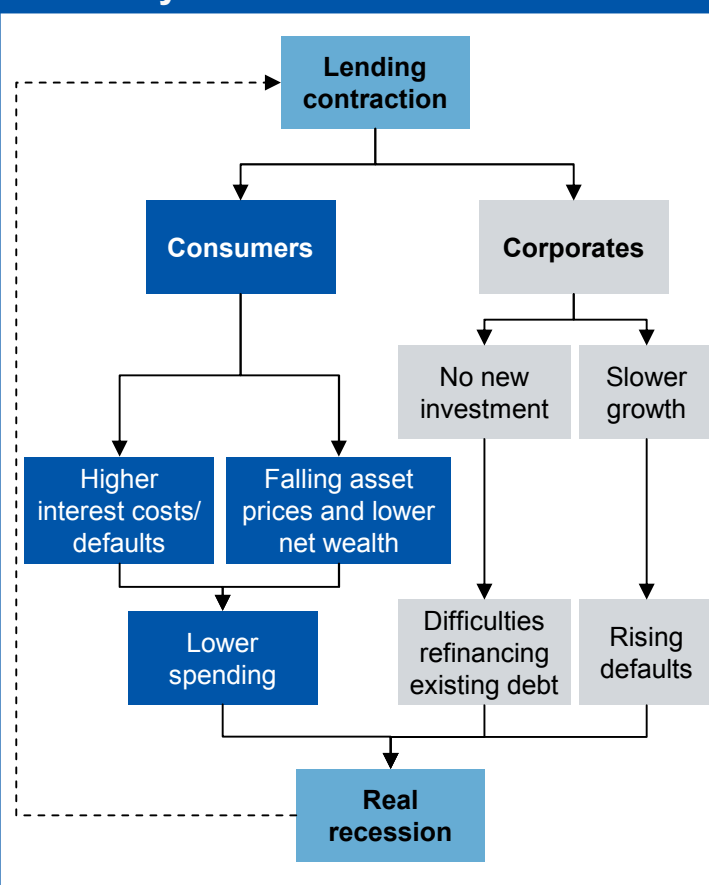 Lending
contraction
Consumers
Corporates
No new
investment
Slower
growth
Higher
interest costs/
defaults
Falling asset
prices and lower
net wealth
Lower
spending
Difficulties
refinancing
existing debt
Rising
defaults
Real
recession